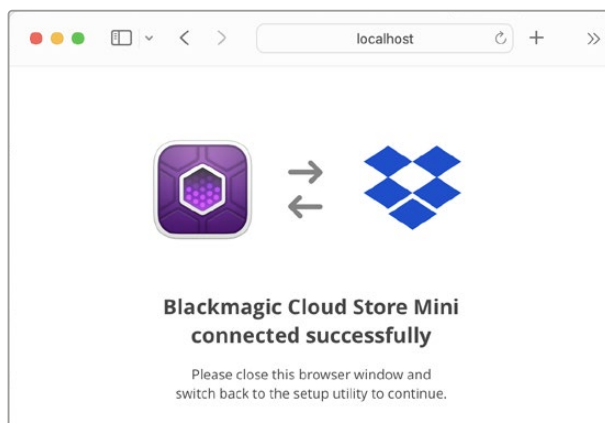 localhost
Blackmagic Cloud Store Mini
connected successfully
Please close this browser window and
switch back to the setup utility to continue.